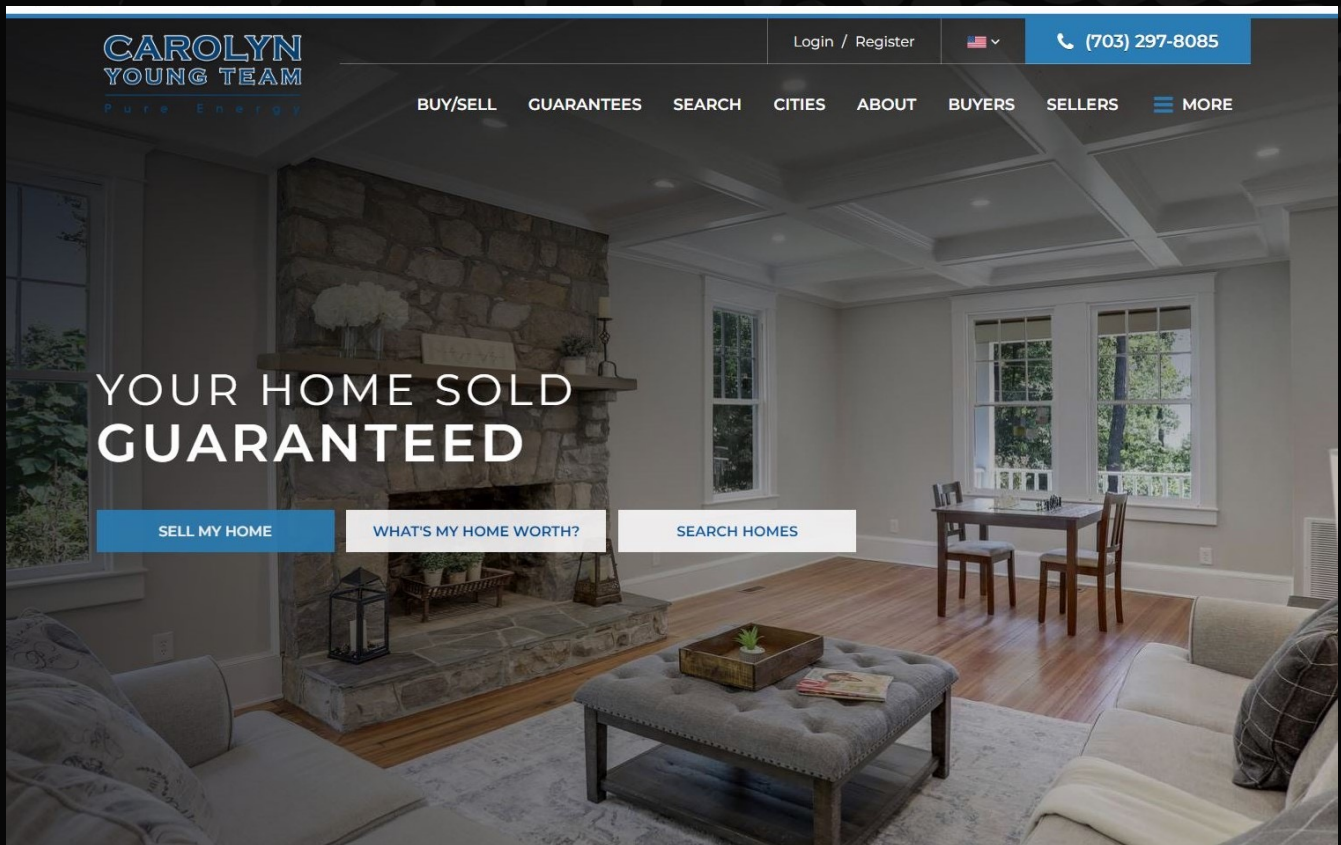 CAROLYN
YOUNG TEAM
Pure Energy
Login / Register
(703) 297-8085
BUY/SELL GUARANTEES SEARCH CITIES ABOUT BUYERS SELLERS MORE
YOUR HOME SOLD
GUARANTEED
SELL MY HOME
WHAT'S MY HOME WORTH?
SEARCH HOMES